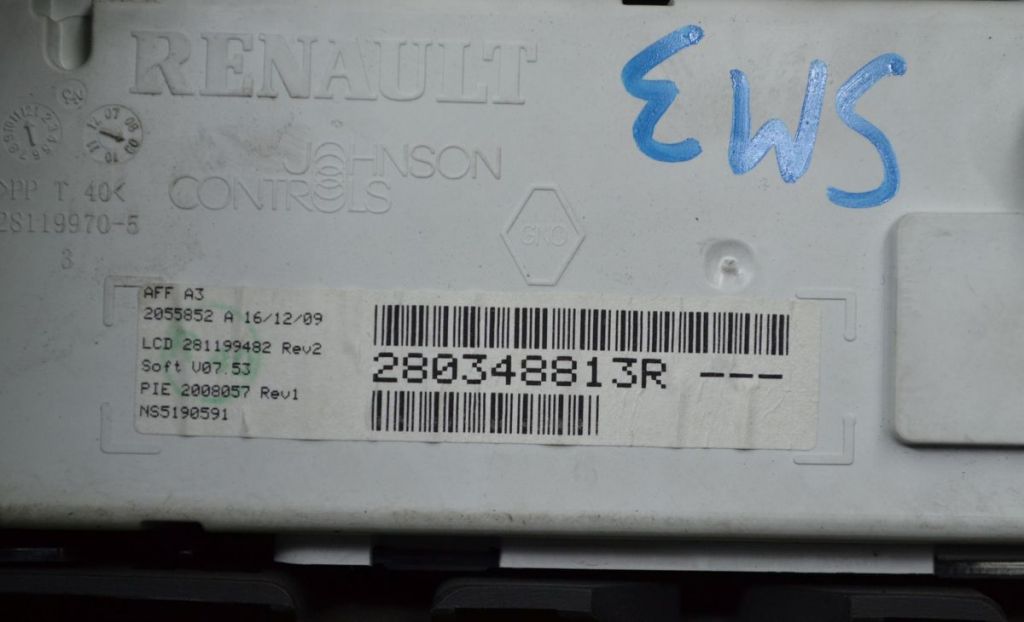 RENAULT
EWS
JOHNSON
CONTROLS
>PP T 40<
28119970-5
3
GNC
AFF A3
2055852 A 16/12/09
LCD 281199482 Rev2
Soft V07.53
PIE 2008057 Rev1
NS5190591
280348813R ---